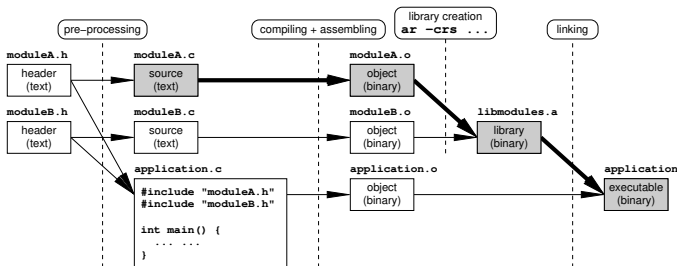 library creation
ar -crs ...
pre-processing
compiling + assembling
linking
moduleA.h
moduleA.c
moduleA.o
header
(text)
source
(text)
object
(binary)
moduleB.h
moduleB.c
moduleB.o
libmodules.a
header
(text)
source
(text)
object
(binary)
library
(binary)
application.c
application.o
application
#include "moduleA.h"
#include "moduleB.h"
int main() {
... ...
}
object
(binary)
executable
(binary)